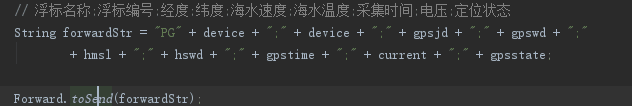 // 浮标名称;浮标编号;经度;纬度;海水速度;海水温度;采集时间;电压;定位状态
String forwardStr = "PG" + device + ";" + device + ";" + gpsjd + ";" + gpswd + ";"
+ hmsl + ";" + hswd + ";" + gpstime + ";" + current + ";" + gpsstate;
Forward.toSend(forwardStr);